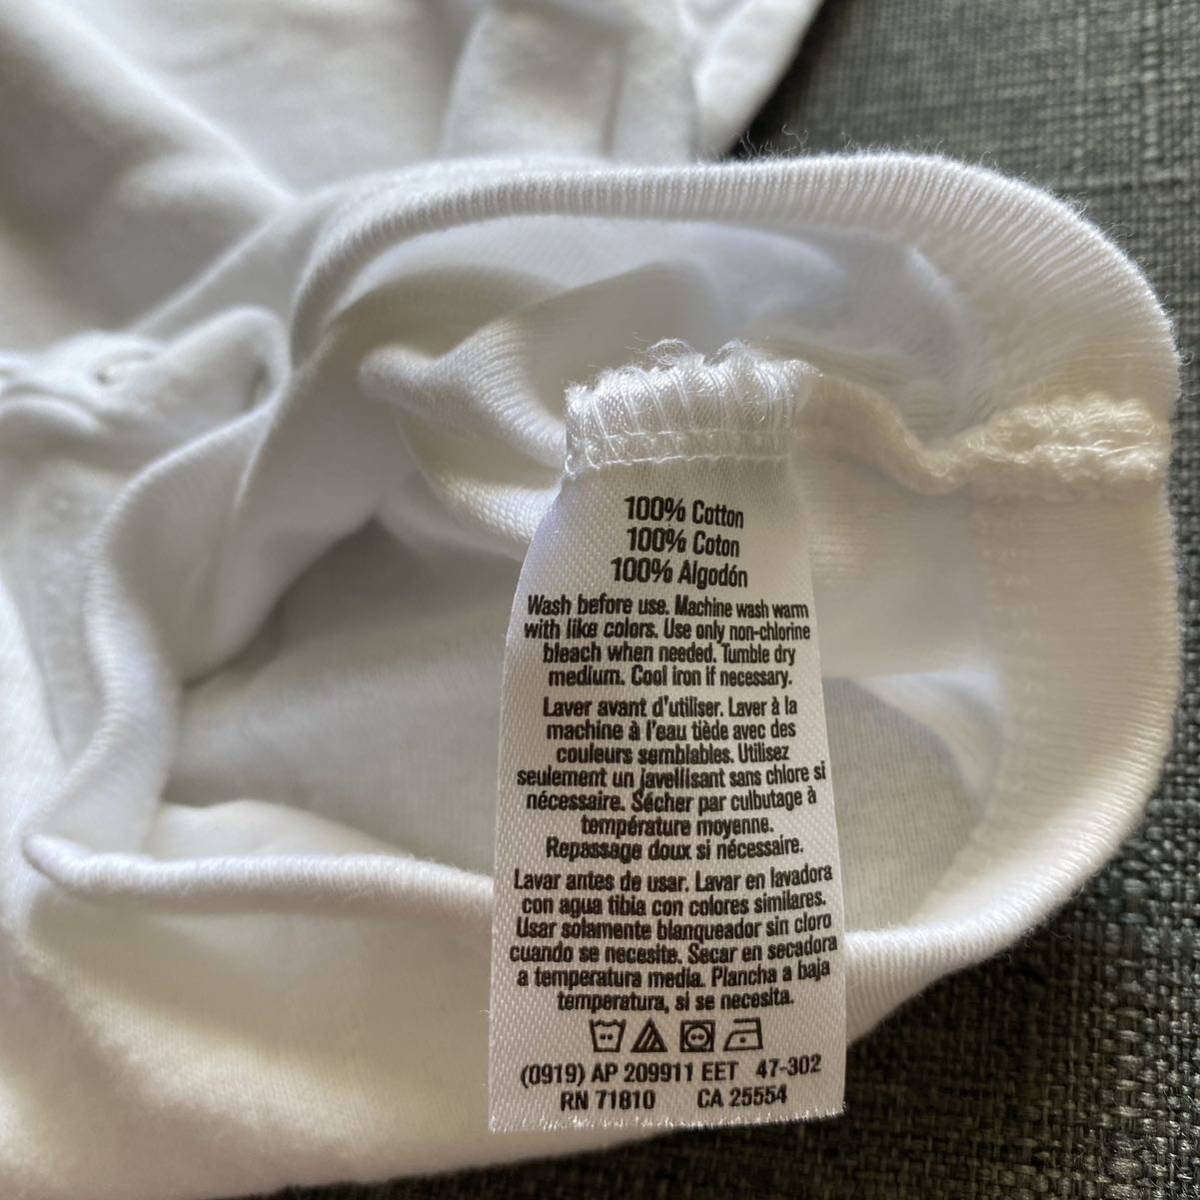 100% Cotton
100% Coton
100% Algodón
Wash before use. Machine wash warm
with like colors. Use only non-chlorine
bleach when needed. Tumble dry
medium. Cool iron if necessary.
Laver avant d'utiliser. Laver à la
machine à l'eau tiède avec des
couleurs semblables. Utilisez
seulement un javellisant sans chlore si
nécessaire. Sécher par culbutage à
température moyenne.
Repassage doux si nécessaire.
Lavar antes de usar. Lavar en lavadora
con agua tibia con colores similares.
Usar solamente blanqueador sin cloro
cuando se necesite. Secar en secadora
a temperatura media. Plancha a baja
temperatura, si se necesita.
(0919) AP 209911 EET 47-302
RN 71810 CA 25554